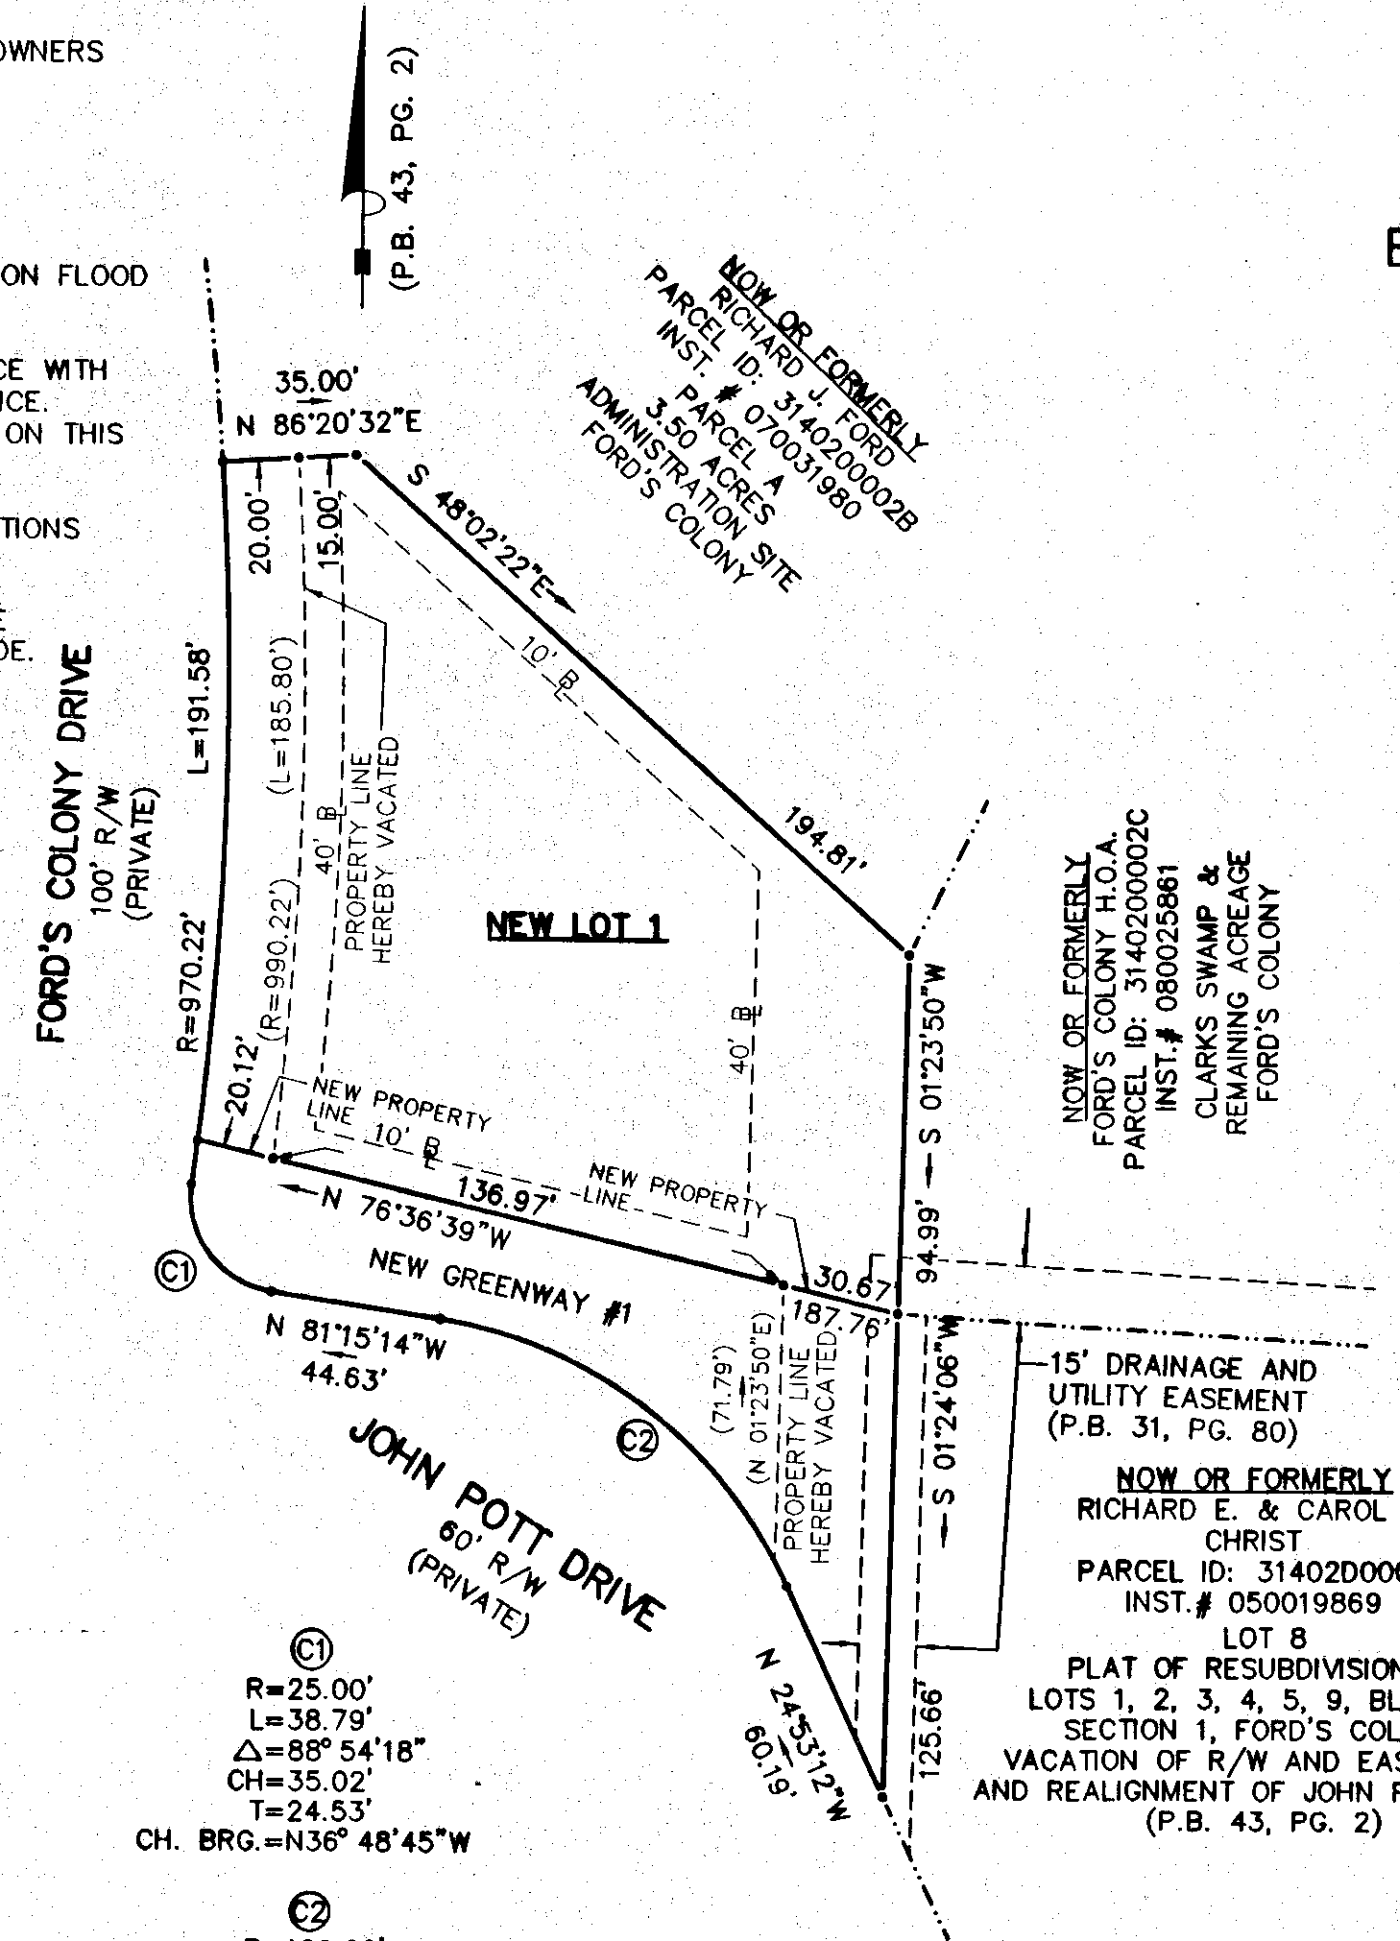 OWNERS
ON FLOOD
CE WITH
NCE.
ON THIS
TIONS
DE.
(P.B. 43, PG. 2)
35.00'
N 86°20'32"E
20.00'
15.00'
S 48°02'22"E
194.81'
NOW OR FORMERLY
RICHARD J. FORD
PARCEL ID: 3140200002B
INST. # 070031980
PARCEL A
3.50 ACRES
ADMINISTRATION SITE
FORD'S COLONY
FORD'S COLONY DRIVE
100' R/W
(PRIVATE)
L=191.58'
R=970.22'
(L=185.80')
(R=990.22')
40' B
PROPERTY LINE
HEREBY VACATED
10' B
NEW LOT 1
40' B
S 01°23'50"W
94.99'
NOW OR FORMERLY
FORD'S COLONY H.O.A.
PARCEL ID: 3140200002C
INST.# 080025861
CLARKS SWAMP &
REMAINING ACREAGE
FORD'S COLONY
20.12'
NEW PROPERTY
LINE
10' B
136.97'
N 76°36'39"W
NEW PROPERTY
LINE
30.67'
187.76'
NEW GREENWAY #1
C1
N 81°15'14"W
44.63'
C2
(71.79')
(N 01°23'50"E)
PROPERTY LINE
HEREBY VACATED
S 01°24'06"W
125.66'
JOHN POTT DRIVE
60' R/W
(PRIVATE)
N 24°53'12"W
60.19'
15' DRAINAGE AND
UTILITY EASEMENT
(P.B. 31, PG. 80)
NOW OR FORMERLY
RICHARD E. & CAROL
CHRIST
PARCEL ID: 31402D000
INST.# 050019869
LOT 8
PLAT OF RESUBDIVISION
LOTS 1, 2, 3, 4, 5, 9, BL
SECTION 1, FORD'S COL
VACATION OF R/W AND EAS
AND REALIGNMENT OF JOHN P
(P.B. 43, PG. 2)
C1
R=25.00'
L=38.79'
△=88°54'18"
CH=35.02'
T=24.53'
CH. BRG.=N36°48'45"W
C2